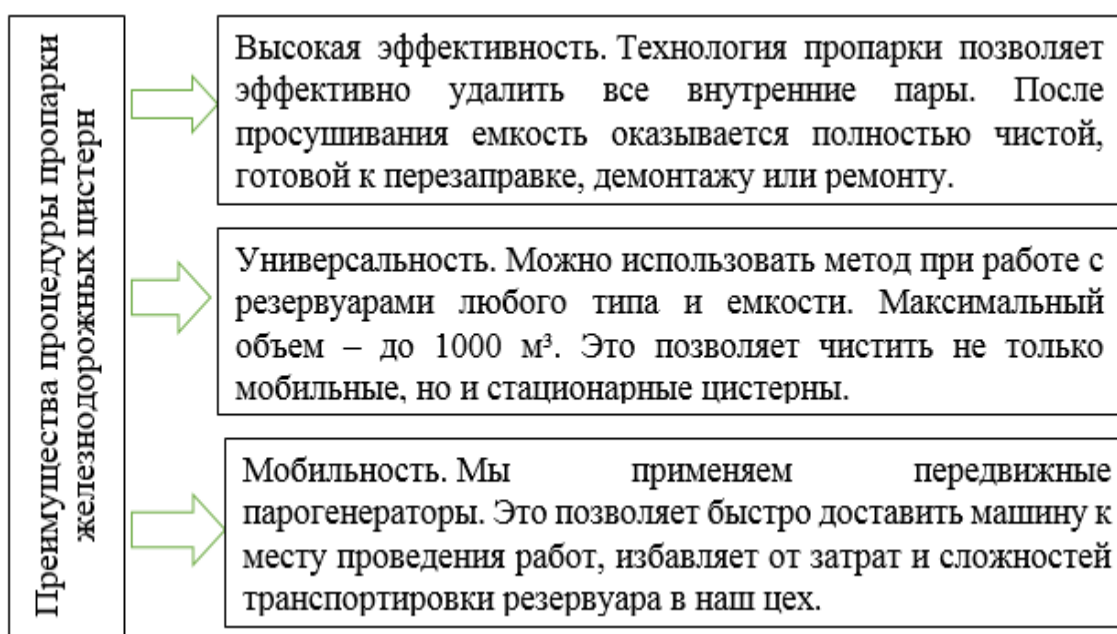 Преимущества процедуры пропарки
железнодорожных цистерн
Высокая эффективность. Технология пропарки позволяет
эффективно удалить все внутренние пары. После
просушивания емкость оказывается полностью чистой,
готовой к перезаправке, демонтажу или ремонту.
Универсальность. Можно использовать метод при работе с
резервуарами любого типа и емкости. Максимальный
объем – до 1000 м³. Это позволяет чистить не только
мобильные, но и стационарные цистерны.
Мобильность. Мы применяем передвижные
парогенераторы. Это позволяет быстро доставить машину к
месту проведения работ, избавляет от затрат и сложностей
транспортировки резервуара в наш цех.